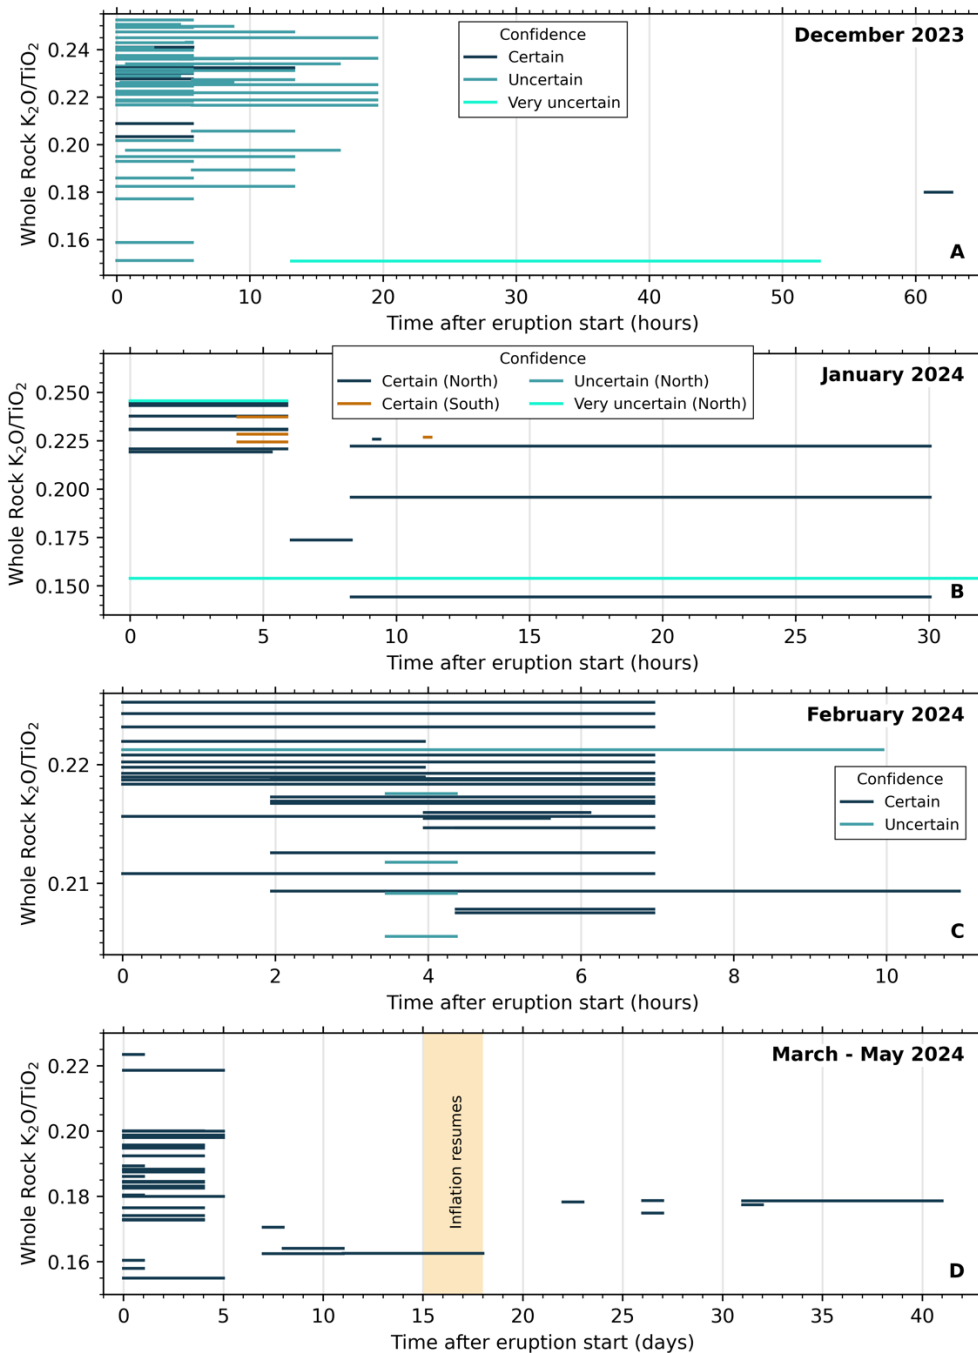 December 2023
Confidence
Certain
Uncertain
Very uncertain
Whole Rock K₂O/TiO₂
0.24
0.22
0.20
0.18
0.16
A
0 10 20 30 40 50 60
Time after eruption start (hours)
January 2024
Confidence
Certain (North) Uncertain (North)
Certain (South) Very uncertain (North)
Whole Rock K₂O/TiO₂
0.250
0.225
0.200
0.175
0.150
B
0 5 10 15 20 25 30
Time after eruption start (hours)
February 2024
Confidence
Certain
Uncertain
Whole Rock K₂O/TiO₂
0.22
0.21
C
0 2 4 6 8 10
Time after eruption start (hours)
March - May 2024
Inflation resumes
Whole Rock K₂O/TiO₂
0.22
0.20
0.18
0.16
D
0 5 10 15 20 25 30 35 40
Time after eruption start (days)